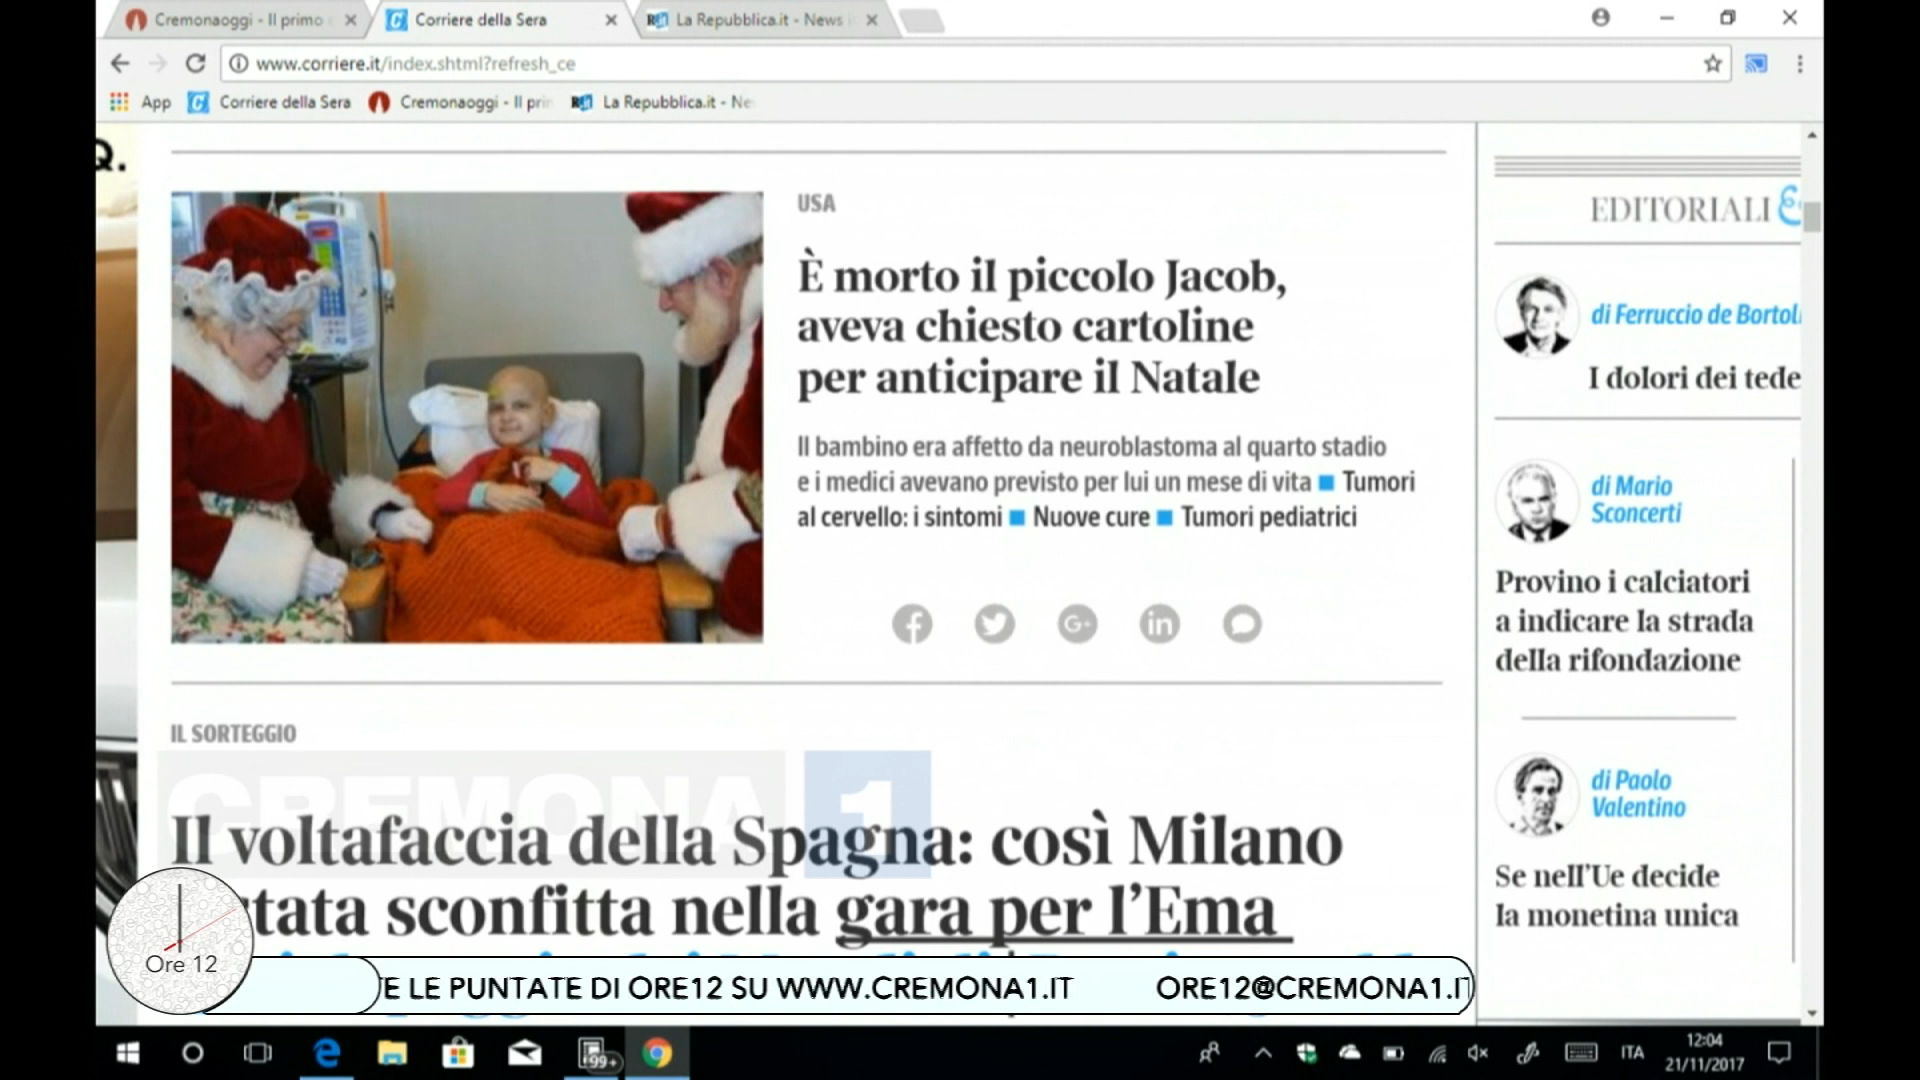 Cremonaoggi - Il primo
Corriere della Sera
La Repubblica.it - News
www.corriere.it/index.shtml?refresh_ce
App
Corriere della Sera
Cremonaoggi - Il prim
La Repubblica.it - Ne
Q.
USA
È morto il piccolo Jacob,
aveva chiesto cartoline
per anticipare il Natale
Il bambino era affetto da neuroblastoma al quarto stadio
e i medici avevano previsto per lui un mese di vita ■ Tumori
al cervello: i sintomi ■ Nuove cure ■ Tumori pediatrici
IL SORTEGGIO
CREMONA 1
Il voltafaccia della Spagna: così Milano
tata sconfitta nella gara per l'Ema
EDITORIALI
di Ferruccio de Bortol
I dolori dei tede
di Mario
Sconcerti
Provino i calciatori
a indicare la strada
della rifondazione
di Paolo
Valentino
Se nell'Ue decide
la monetina unica
Ore 12
E LE PUNTATE DI ORE12 SU WWW.CREMONA1.IT ORE12@CREMONA1.IT
99+
ITA
12:04
21/11/2017